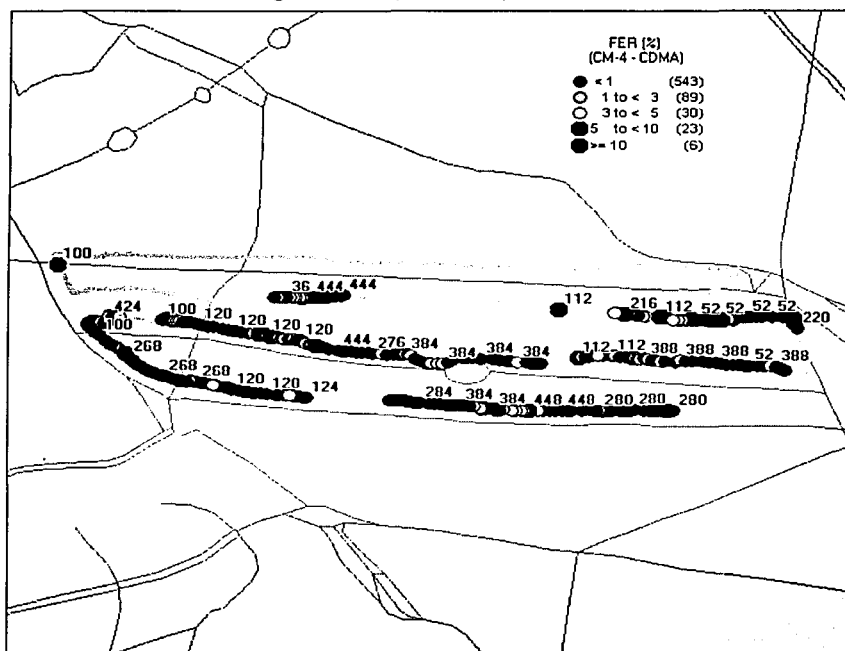 FER (%)
(CM-4 - CDMA)
< 1 (543)
1 to < 3 (89)
3 to < 5 (30)
5 to < 10 (23)
>= 10 (6)
100
36 444 444
112
216 112 52 52 52 52
220
424
100
100 120 120 120 120 444 276 384 384 384 384
112 112 388 388 388 52 388
268 268 268 120 120 124
284 384 384 448 448 280 280 280